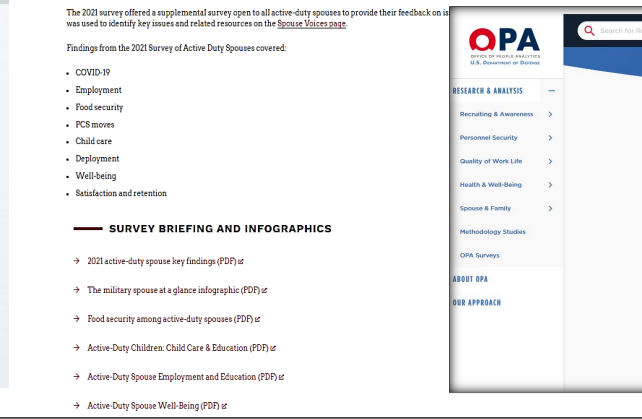 The 2021 survey offered a supplemental survey open to all active-duty spouses to provide their feedback on
was used to identify key issues and related resources on the Spouse Voices page.
Findings from the 2021 Survey of Active Duty Spouses covered:
• COVID-19
• Employment
• Food security
• PCS moves
• Child care
• Deployment
• Well-being
• Satisfaction and retention
SURVEY BRIEFING AND INFOGRAPHICS
→ 2021 active-duty spouse key findings (PDF)
→ The military spouse at a glance infographic (PDF)
→ Food security among active-duty spouses (PDF)
→ Active-Duty Children: Child Care & Education (PDF)
→ Active-Duty Spouse Employment and Education (PDF)
→ Active-Duty Spouse Well-Being (PDF)
OPA
OFFICE OF PEOPLE ANALYTICS
U.S. DEPARTMENT OF DEFENSE
Search for
RESEARCH & ANALYSIS −
Recruiting & Awareness >
Personnel Security >
Quality of Work Life >
Health & Well-Being >
Spouse & Family >
Methodology Studies
OPA Surveys
ABOUT OPA
OUR APPROACH